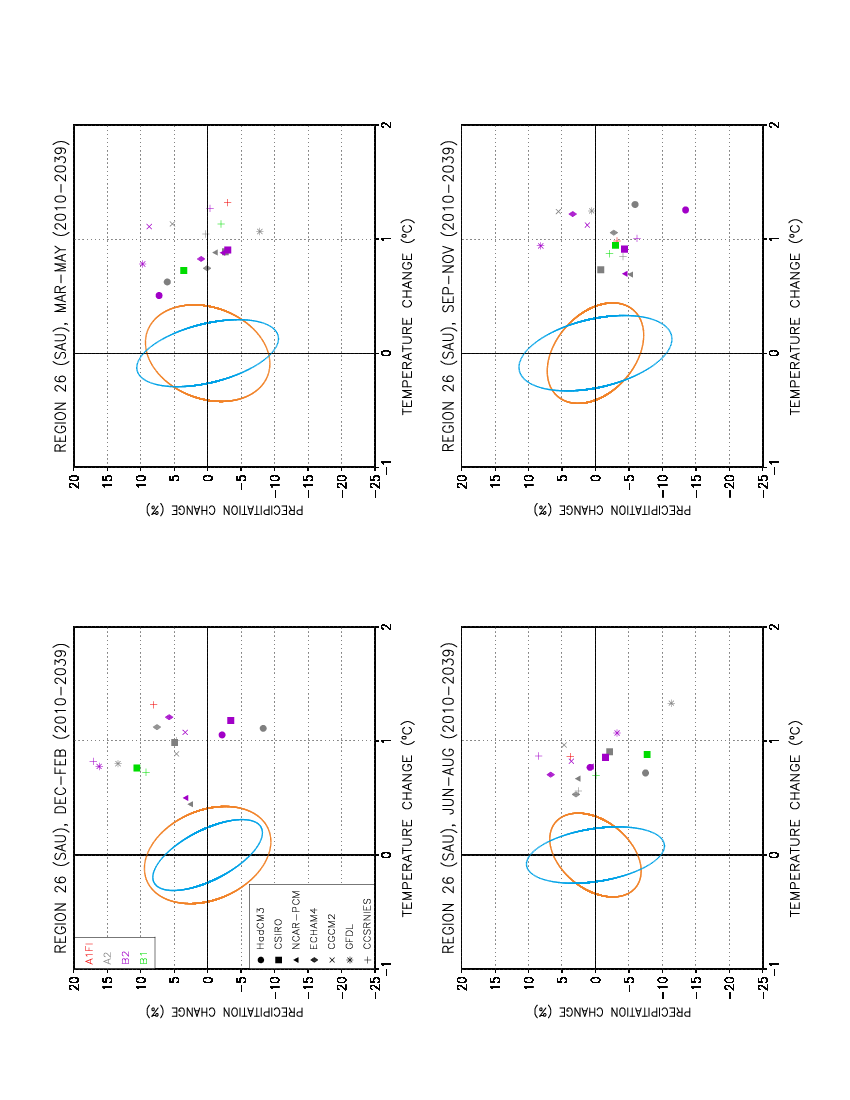 REGION 26 (SAU), DEC-FEB (2010-2039)
A1FI
A2
B2
B1
HadCM3
CSIRO
NCAR-PCM
ECHAM4
CGCM2
GFDL
CCSRNIES
20
15
10
5
0
-5
-10
-15
-20
-25
PRECIPITATION CHANGE (%)
-1 0 1 2
TEMPERATURE CHANGE (°C)
REGION 26 (SAU), MAR-MAY (2010-2039)
20
15
10
5
0
-5
-10
-15
-20
-25
PRECIPITATION CHANGE (%)
-1 0 1 2
TEMPERATURE CHANGE (°C)
REGION 26 (SAU), JUN-AUG (2010-2039)
20
15
10
5
0
-5
-10
-15
-20
-25
PRECIPITATION CHANGE (%)
-1 0 1 2
TEMPERATURE CHANGE (°C)
REGION 26 (SAU), SEP-NOV (2010-2039)
20
15
10
5
0
-5
-10
-15
-20
-25
PRECIPITATION CHANGE (%)
-1 0 1 2
TEMPERATURE CHANGE (°C)